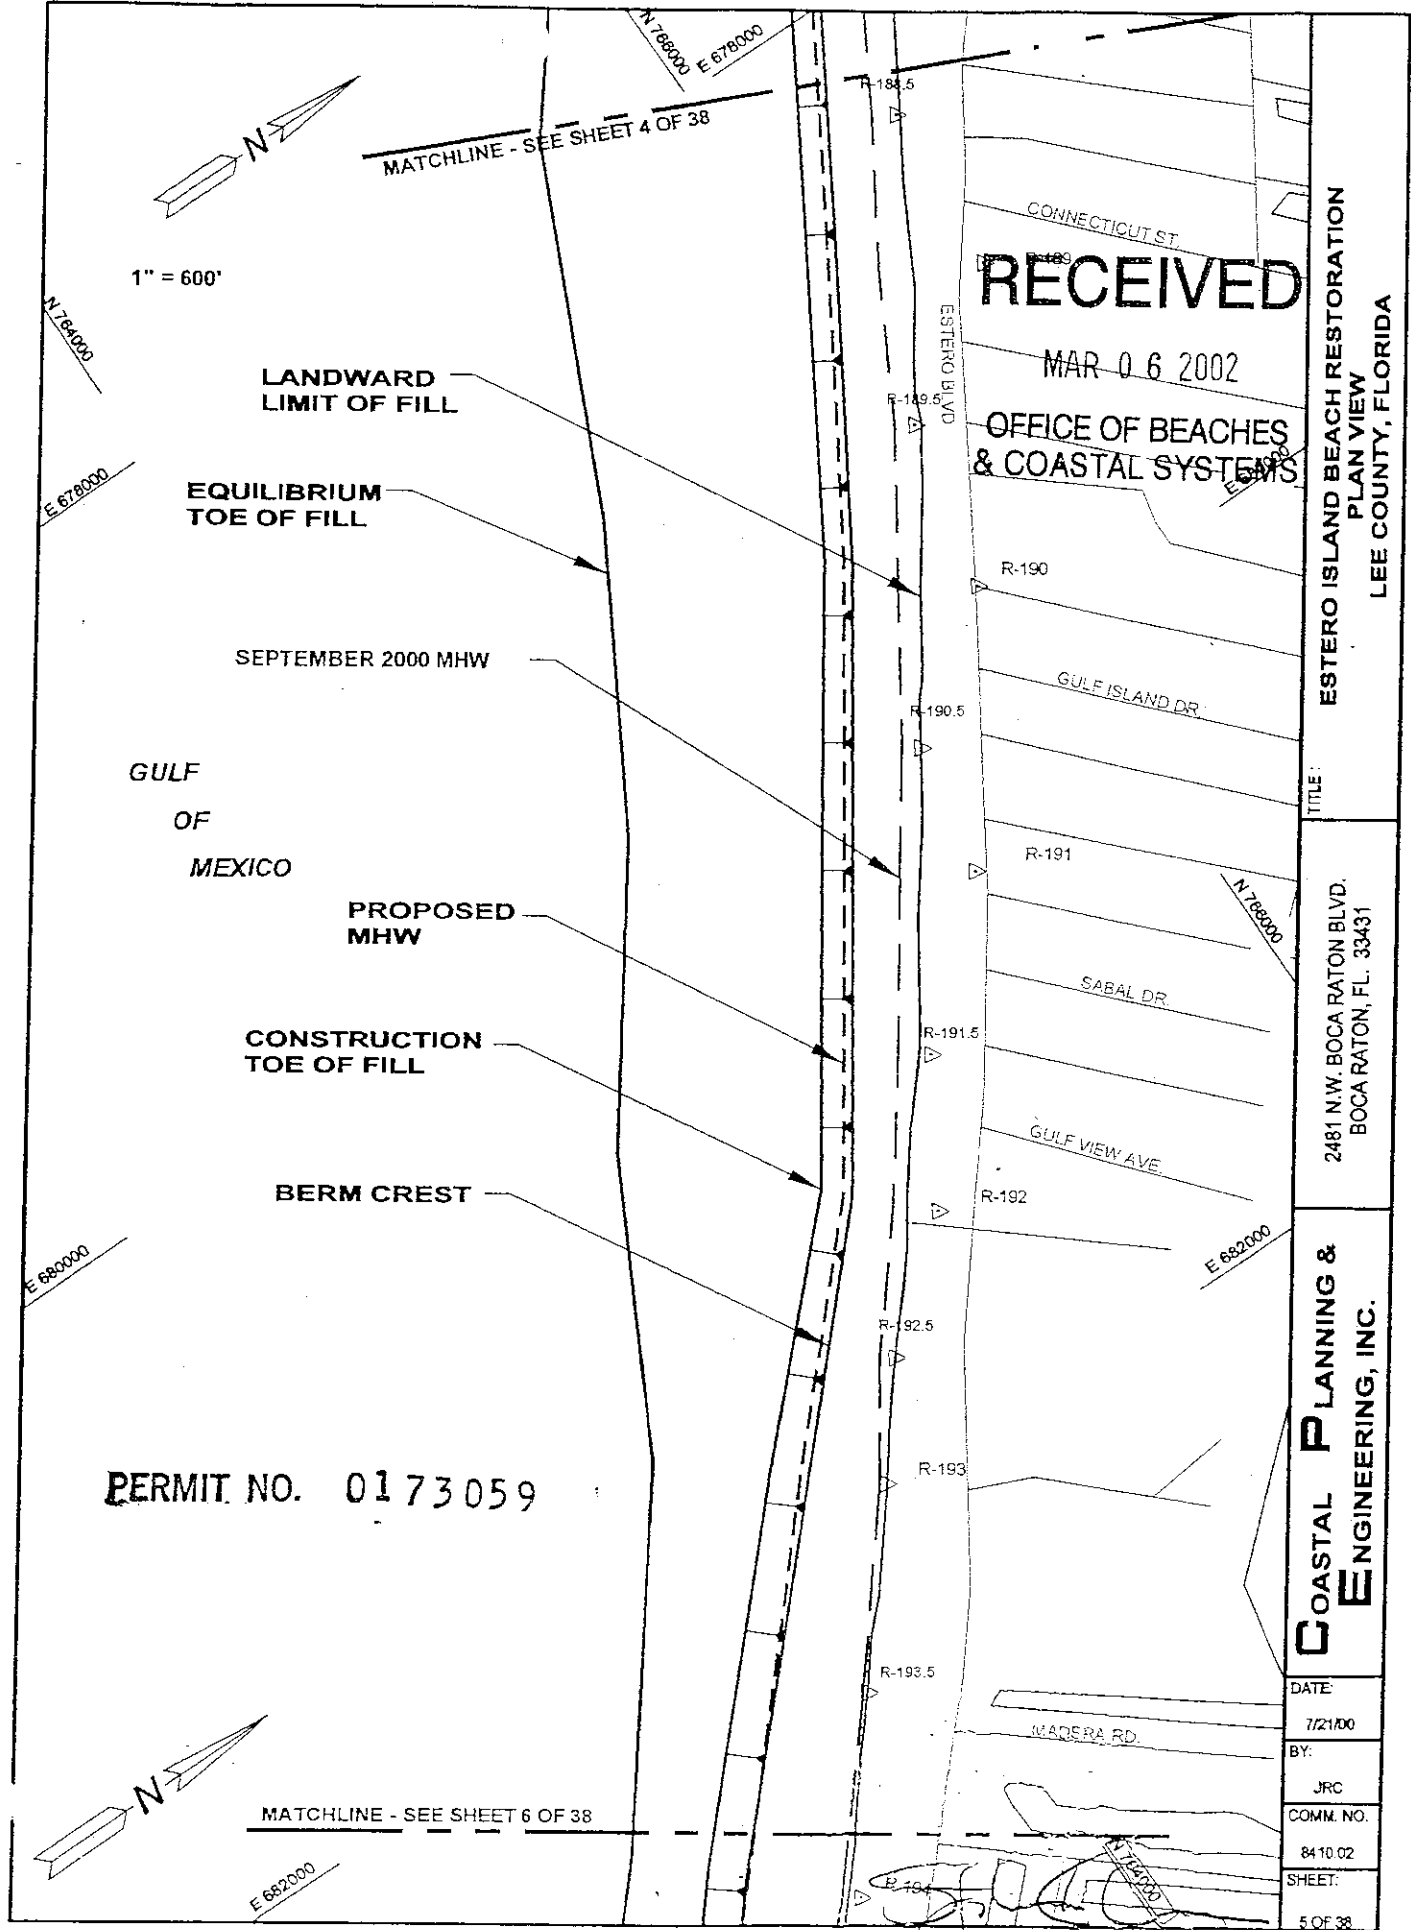 N 766000
E 678000
R-188.5
MATCHLINE - SEE SHEET 4 OF 38
N
1" = 600'
N 764000
CONNECTICUT ST.
R-189
RECEIVED
MAR 06 2002
OFFICE OF BEACHES
& COASTAL SYSTEMS
ESTERO BLVD
LANDWARD
LIMIT OF FILL
R-189.5
E 678000
EQUILIBRIUM
TOE OF FILL
R-190
SEPTEMBER 2000 MHW
GULF ISLAND DR.
R-190.5
GULF
OF
MEXICO
R-191
N 766000
PROPOSED
MHW
SABAL DR.
CONSTRUCTION
TOE OF FILL
R-191.5
GULF VIEW AVE.
BERM CREST
R-192
E 680000
E 682000
R-192.5
R-193
PERMIT NO. 0173059
R-193.5
MADERA RD.
N
MATCHLINE - SEE SHEET 6 OF 38
E 682000
R-194
N 764000
TITLE:
ESTERO ISLAND BEACH RESTORATION
PLAN VIEW
LEE COUNTY, FLORIDA
2481 N.W. BOCA RATON BLVD.
BOCA RATON, FL. 33431
COASTAL PLANNING &
ENGINEERING, INC.
DATE:
7/21/00
BY:
JRC
COMM. NO.
8410.02
SHEET:
5 OF 38